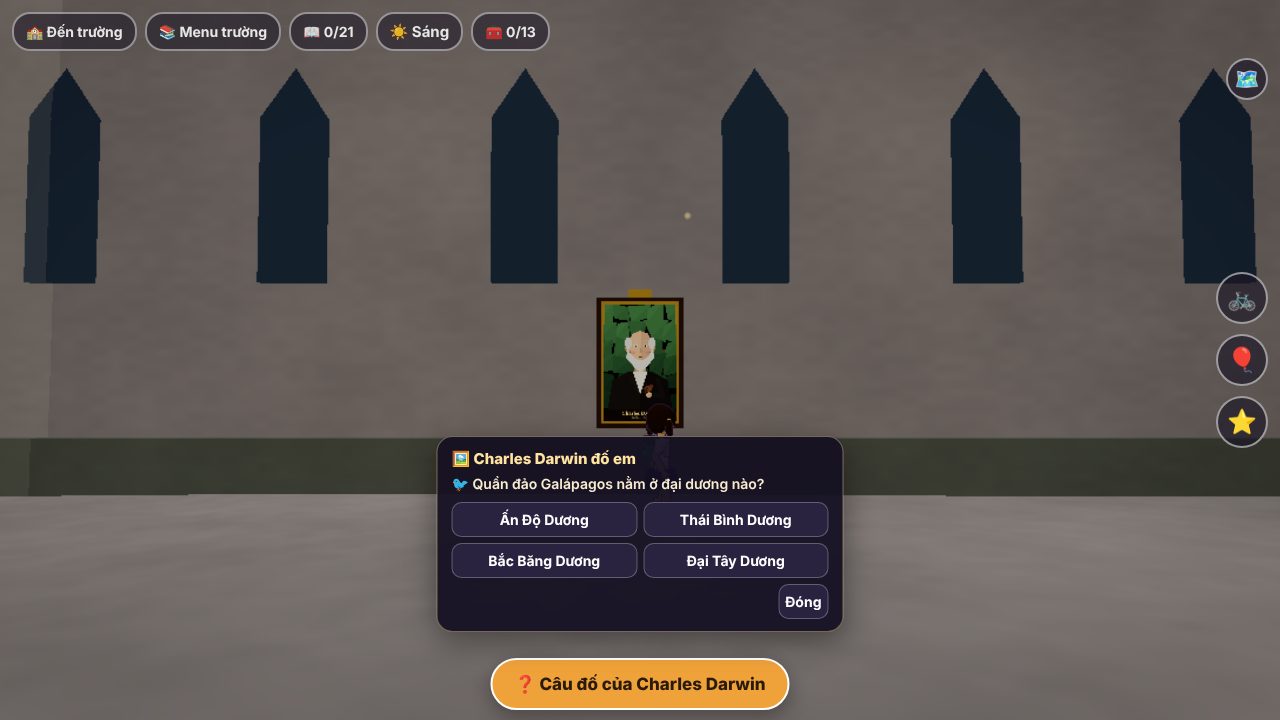 🏫 Đến trường
📚 Menu trường
📖 0/21
☀️ Sáng
🧰 0/13
🖼️ Charles Darwin đố em
🐦 Quần đảo Galápagos nằm ở đại dương nào?
Ấn Độ Dương
Thái Bình Dương
Bắc Băng Dương
Đại Tây Dương
Đóng
❓ Câu đố của Charles Darwin